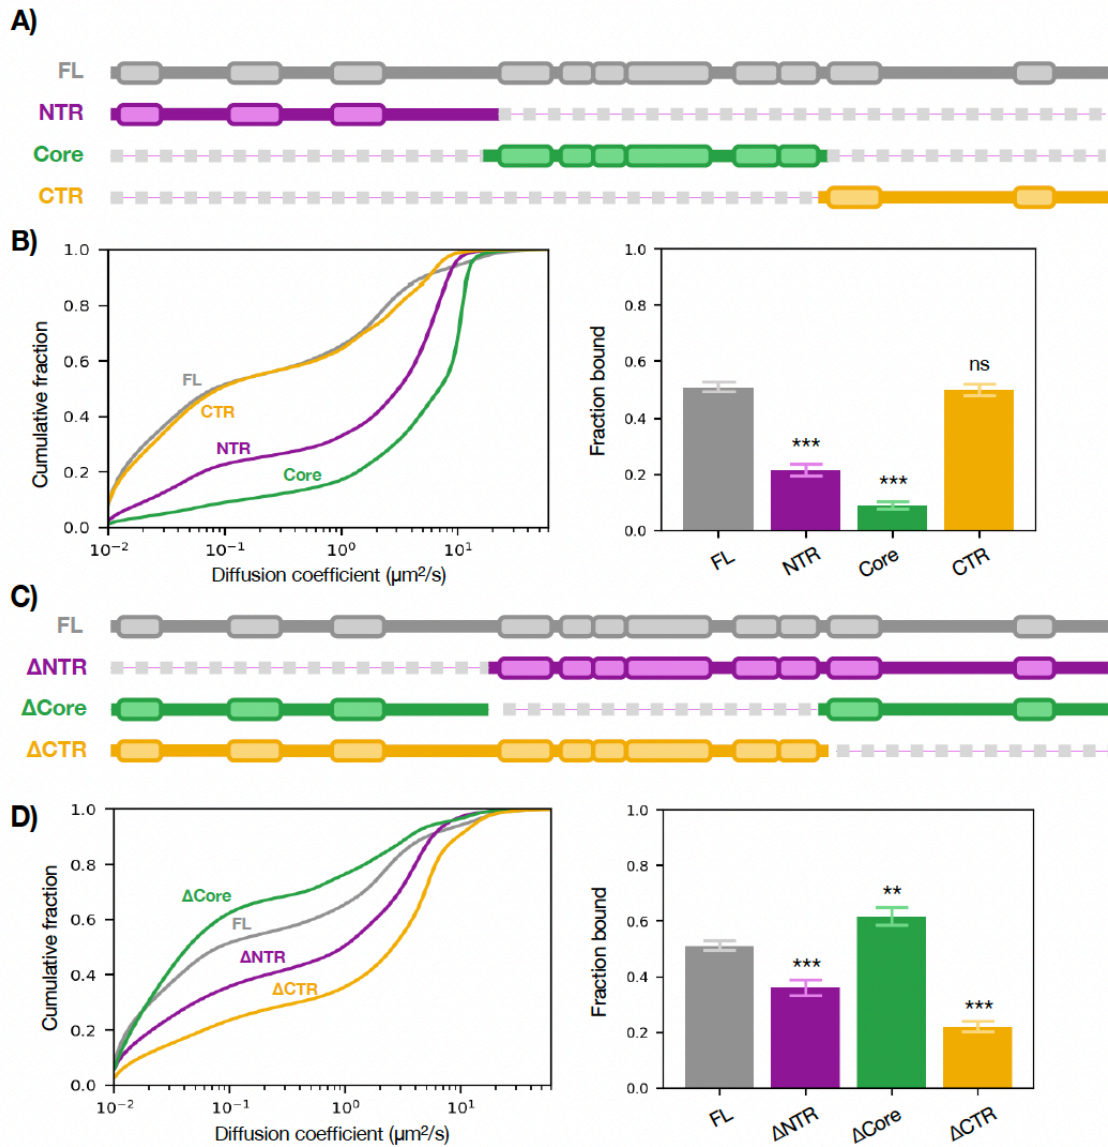 A)
FL
NTR
Core
CTR
B)
1.0
0.8
0.6
0.4
0.2
0.0
Cumulative fraction
FL
CTR
NTR
Core
10⁻² 10⁻¹ 10⁰ 10¹
Diffusion coefficient (µm²/s)
1.0
0.8
0.6
0.4
0.2
0.0
Fraction bound
***
***
ns
FL NTR Core CTR
C)
FL
ΔNTR
ΔCore
ΔCTR
D)
1.0
0.8
0.6
0.4
0.2
0.0
Cumulative fraction
ΔCore
FL
ΔNTR
ΔCTR
10⁻² 10⁻¹ 10⁰ 10¹
Diffusion coefficient (µm²/s)
1.0
0.8
0.6
0.4
0.2
0.0
Fraction bound
***
**
***
FL ΔNTR ΔCore ΔCTR